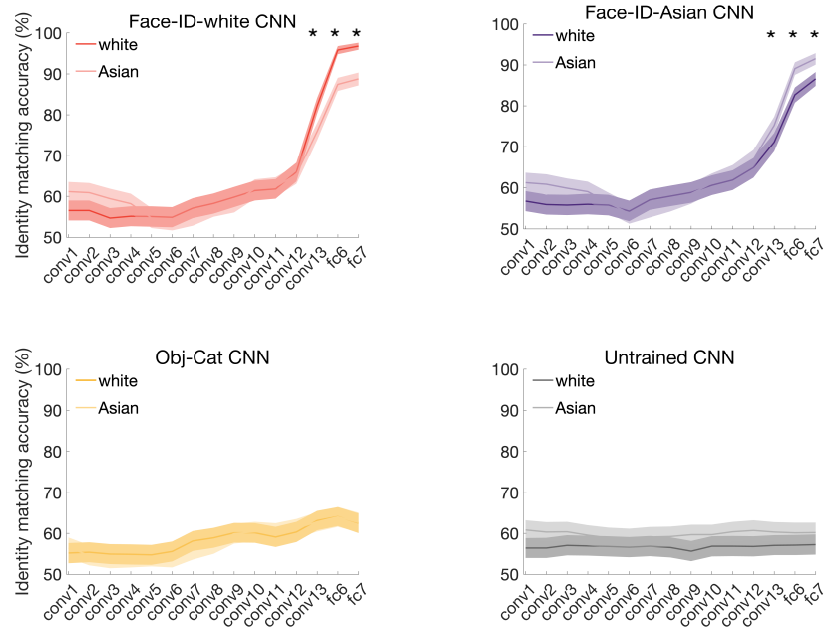 Face-ID-white CNN
* * *
Identity matching accuracy (%)
100
90
80
70
60
50
white
Asian
conv1
conv2
conv3
conv4
conv5
conv6
conv7
conv8
conv9
conv10
conv11
conv12
conv13
fc6
fc7
Face-ID-Asian CNN
* * *
100
90
80
70
60
50
white
Asian
conv1
conv2
conv3
conv4
conv5
conv6
conv7
conv8
conv9
conv10
conv11
conv12
conv13
fc6
fc7
Obj-Cat CNN
Identity matching accuracy (%)
100
90
80
70
60
50
white
Asian
conv1
conv2
conv3
conv4
conv5
conv6
conv7
conv8
conv9
conv10
conv11
conv12
conv13
fc6
fc7
Untrained CNN
100
90
80
70
60
50
white
Asian
conv1
conv2
conv3
conv4
conv5
conv6
conv7
conv8
conv9
conv10
conv11
conv12
conv13
fc6
fc7